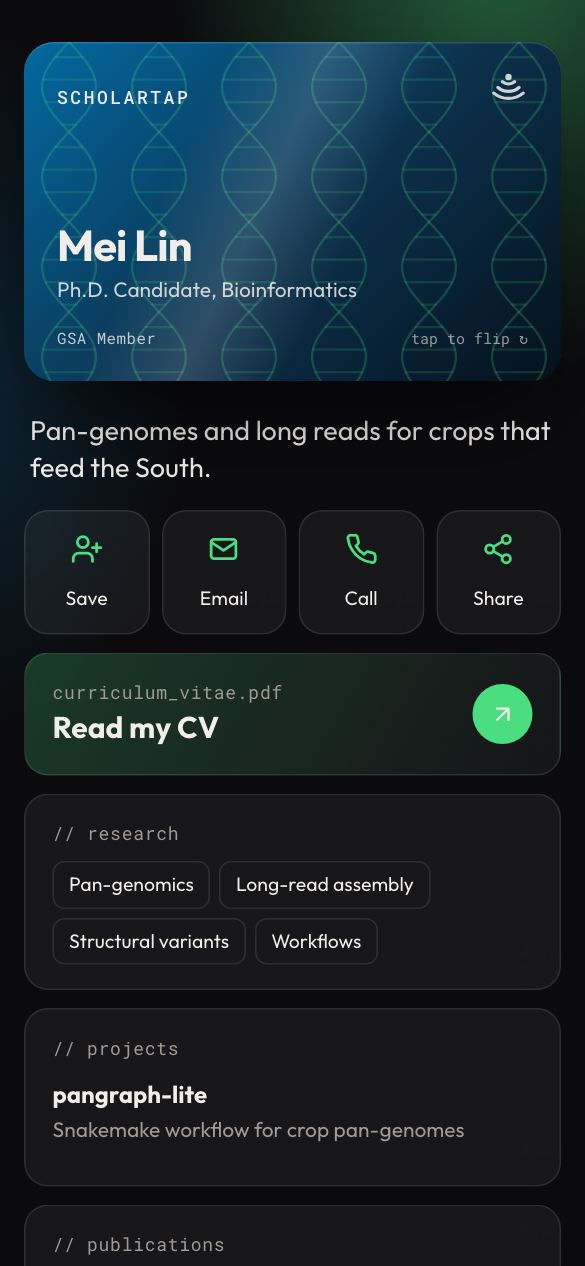 SCHOLARTAP
Mei Lin
Ph.D. Candidate, Bioinformatics
GSA Member
tap to flip ↻
Pan-genomes and long reads for crops that
feed the South.
Save
Email
Call
Share
curriculum_vitae.pdf
Read my CV
// research
Pan-genomics
Long-read assembly
Structural variants
Workflows
// projects
pangraph-lite
Snakemake workflow for crop pan-genomes
// publications